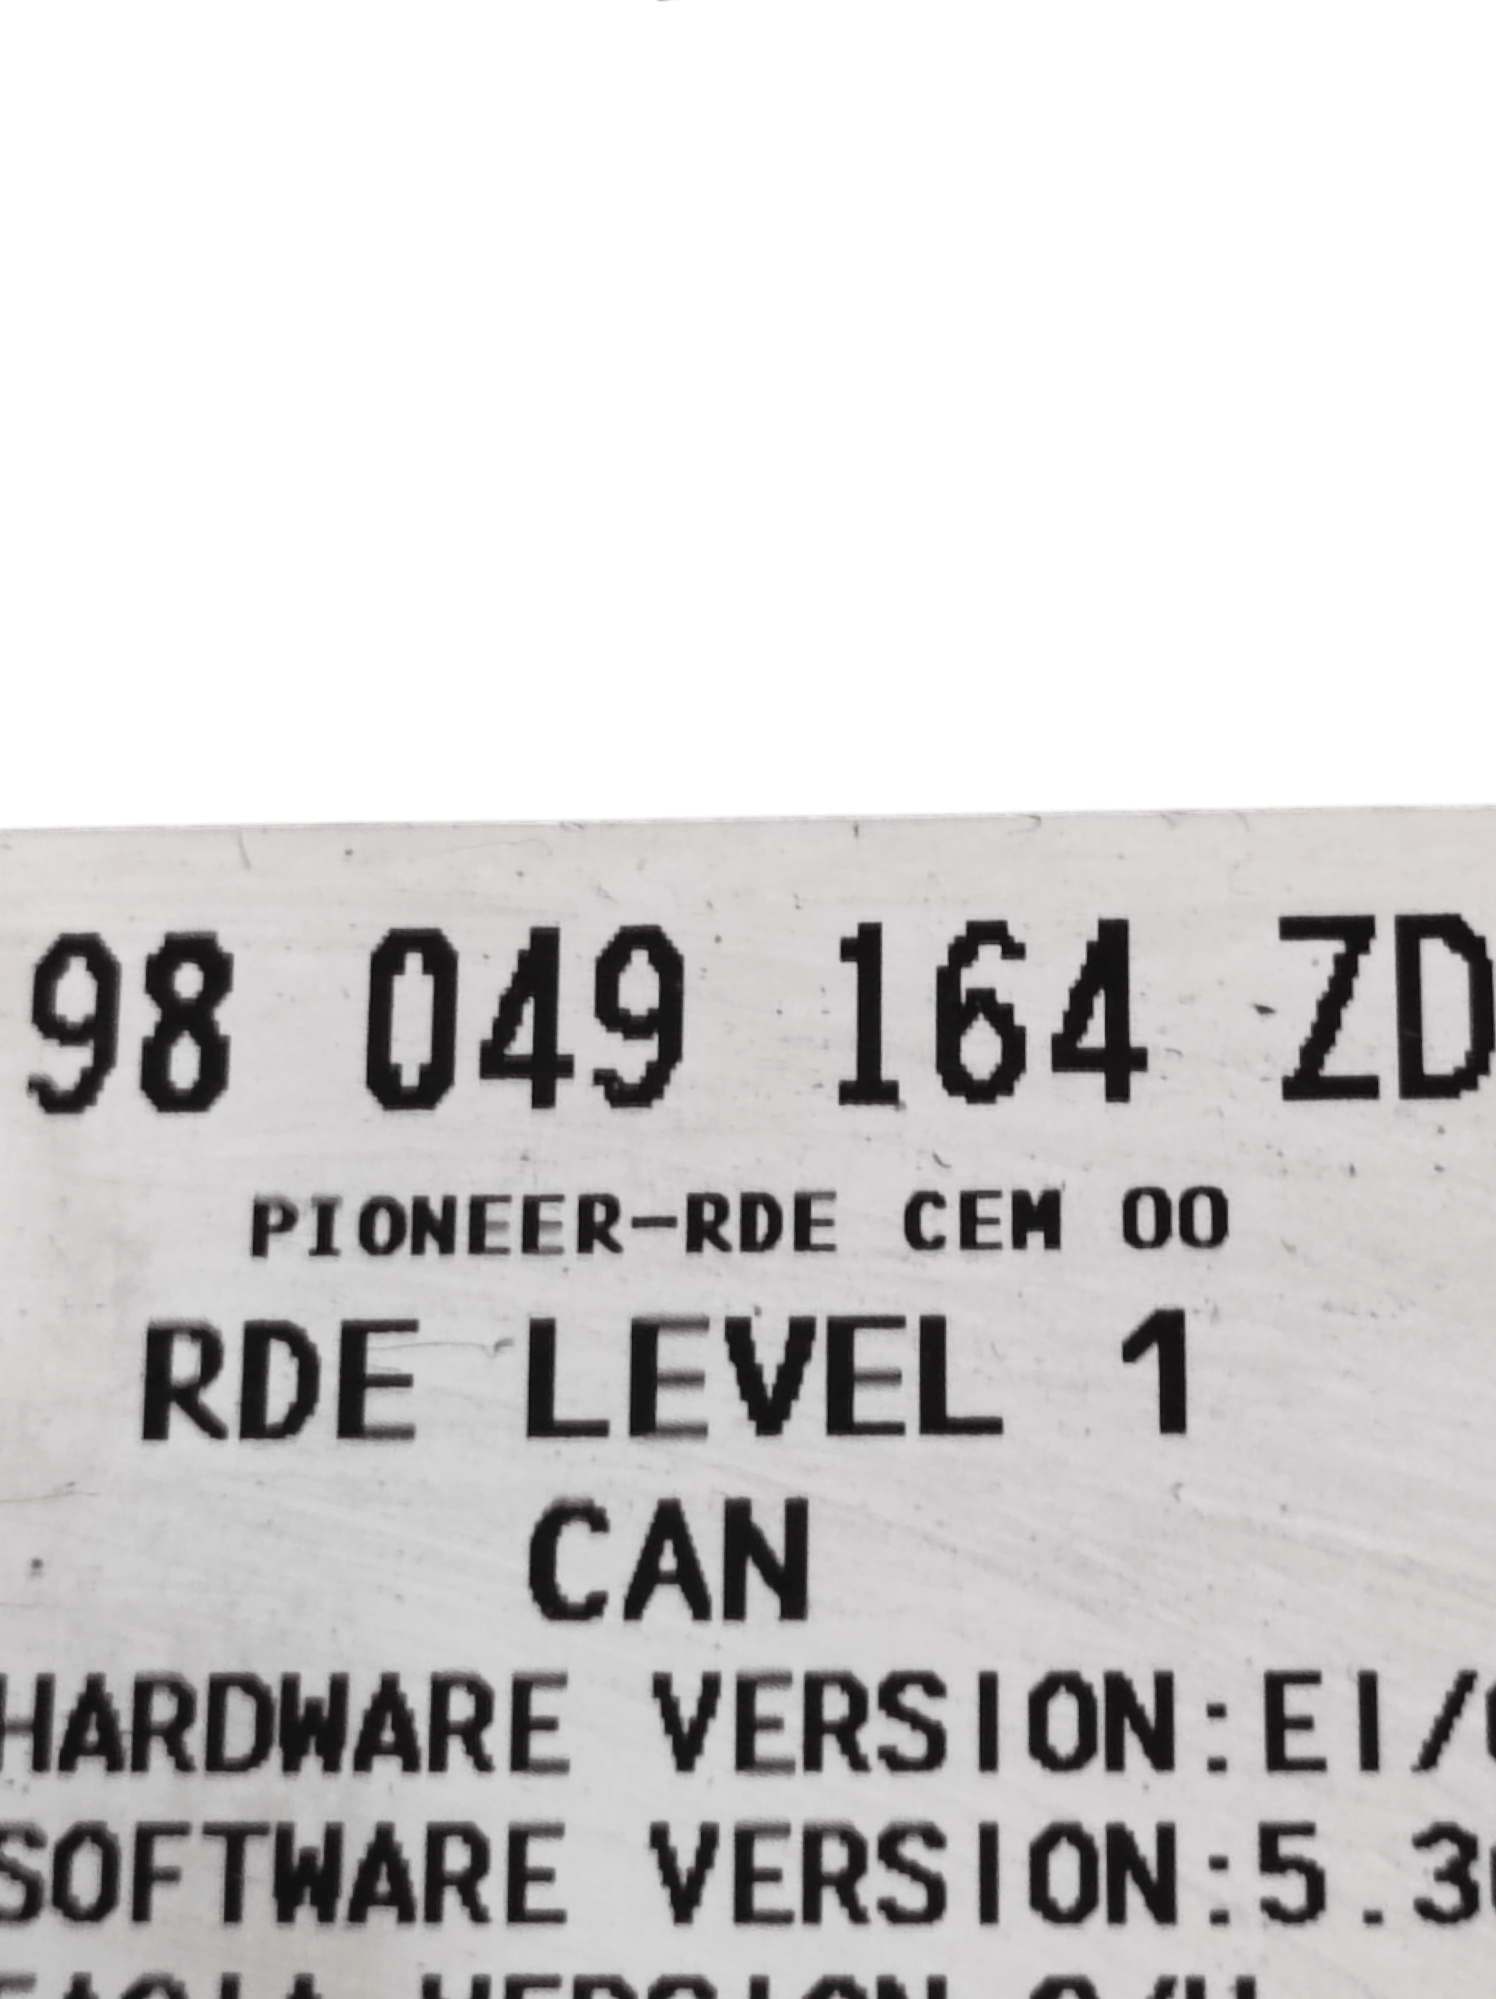 98 049 164 ZD
PIONEER-RDE CEM 00
RDE LEVEL 1
CAN
HARDWARE VERSION:EI/
SOFTWARE VERSION:5.3
VERSION